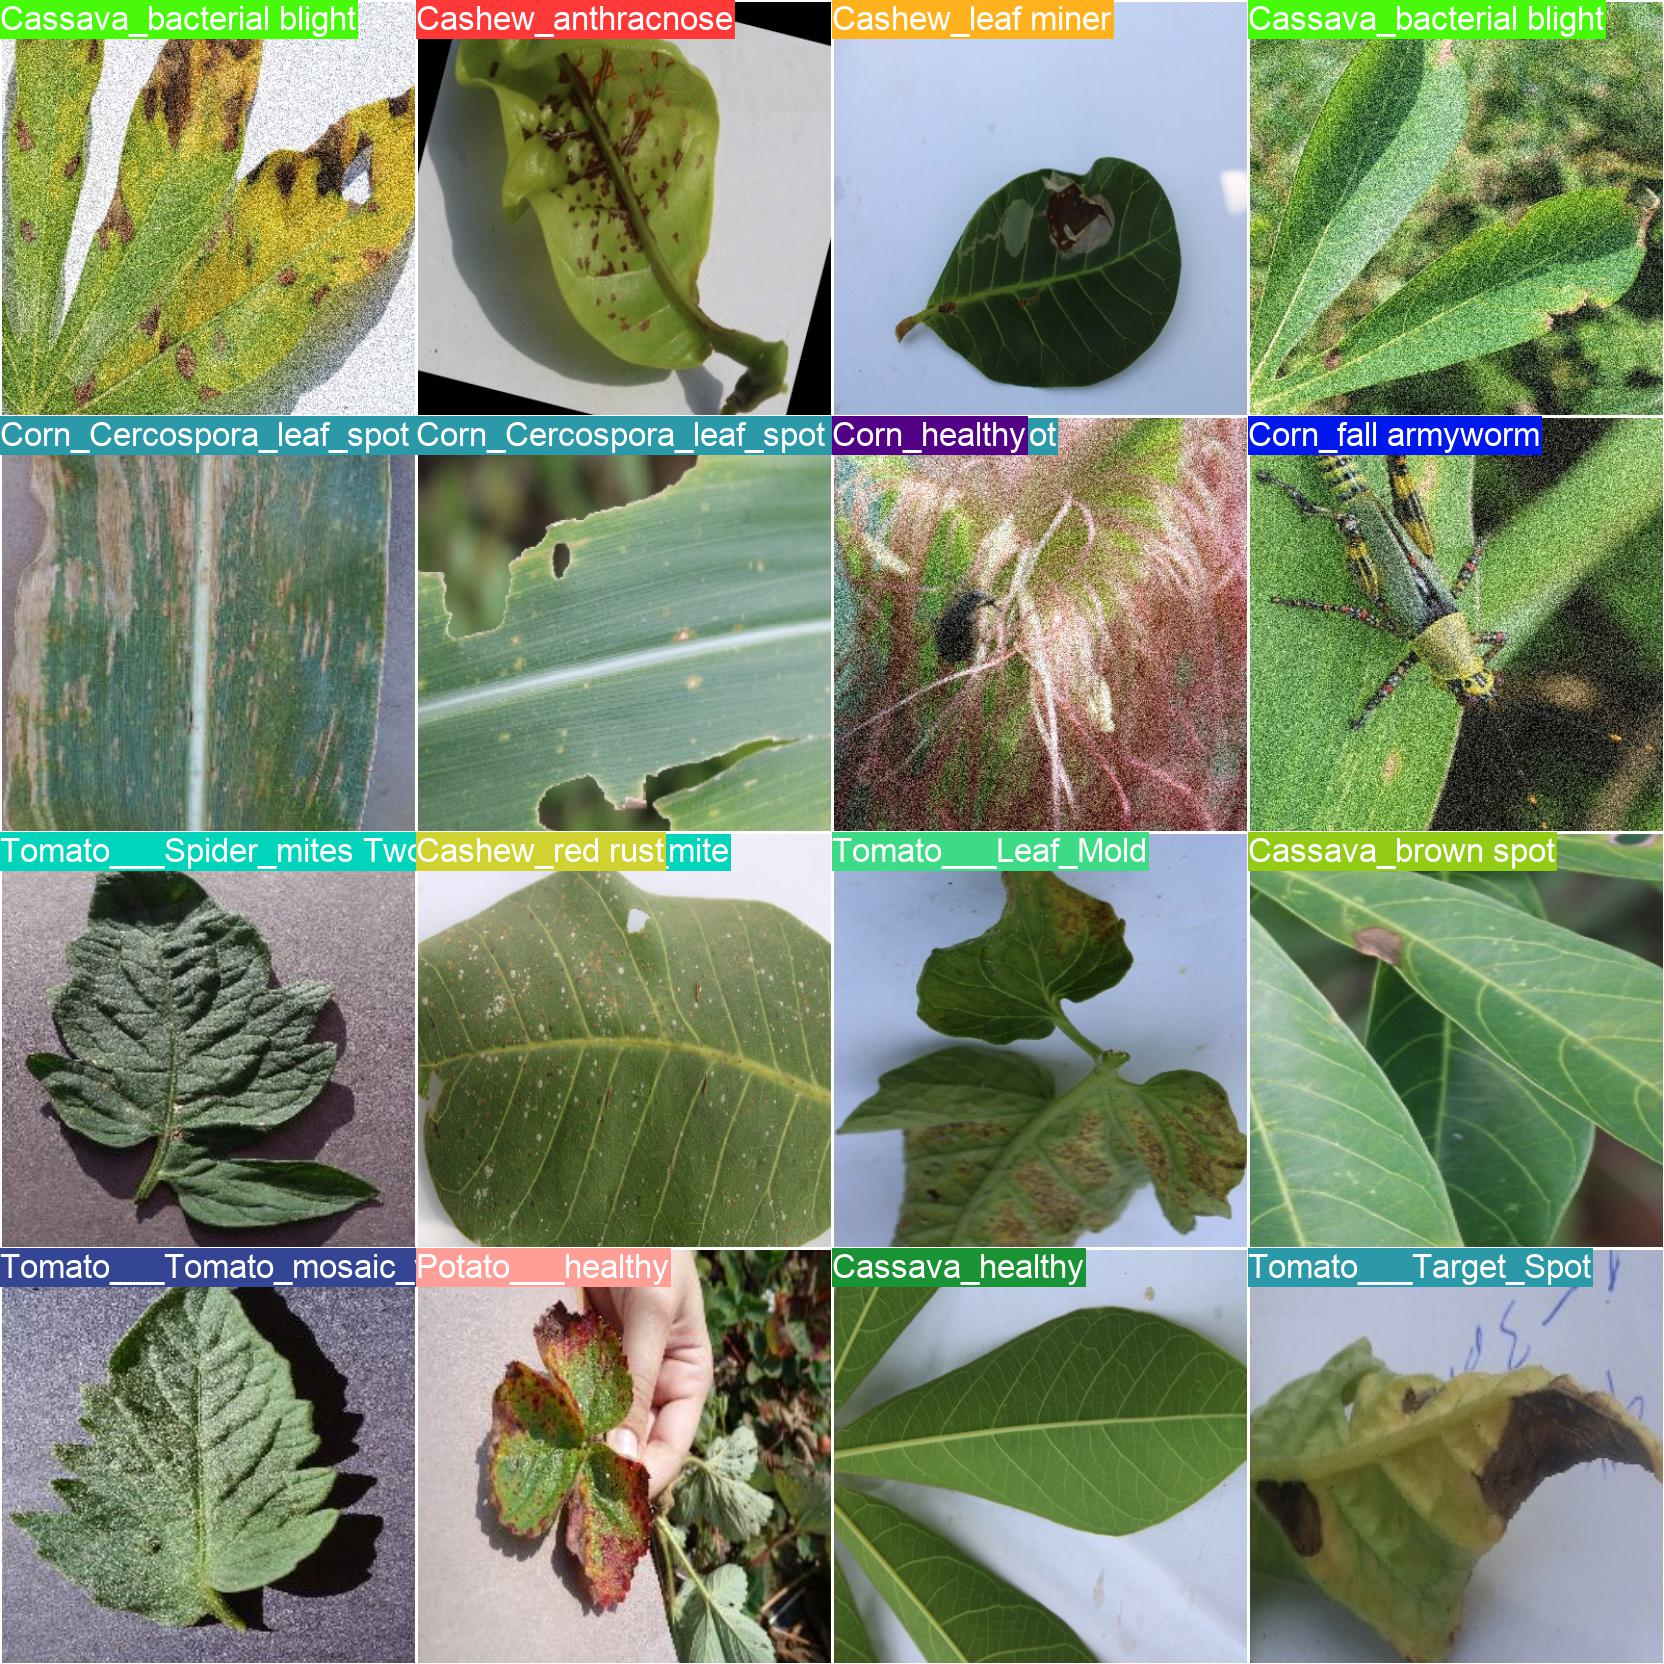 Cassava_bacterial blight
Cashew_anthracnose
Cashew_leaf miner
Cassava_bacterial blight
Corn_Cercospora_leaf_spot
Corn_Cercospora_leaf_spot
Corn_healthy
ot
Corn_fall armyworm
Tomato___Spider_mites Two
Cashew_red rust
mite
Tomato___Leaf_Mold
Cassava_brown spot
Tomato___Tomato_mosaic_
Potato___healthy
Cassava_healthy
Tomato___Target_Spot